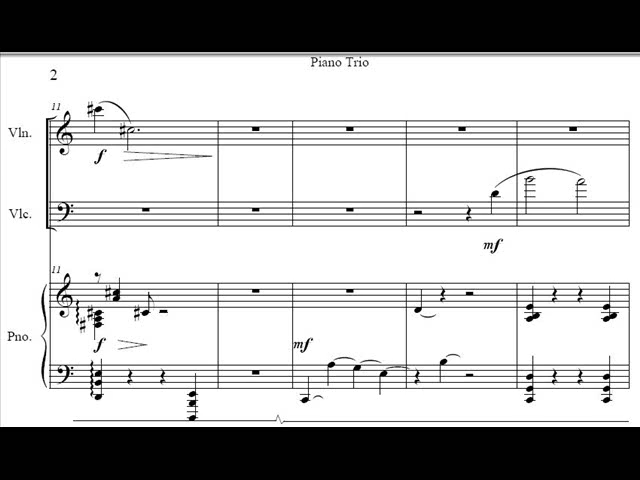 Piano Trio
2
11
Vln.
f
Vlc.
mf
11
Pno.
f
mf